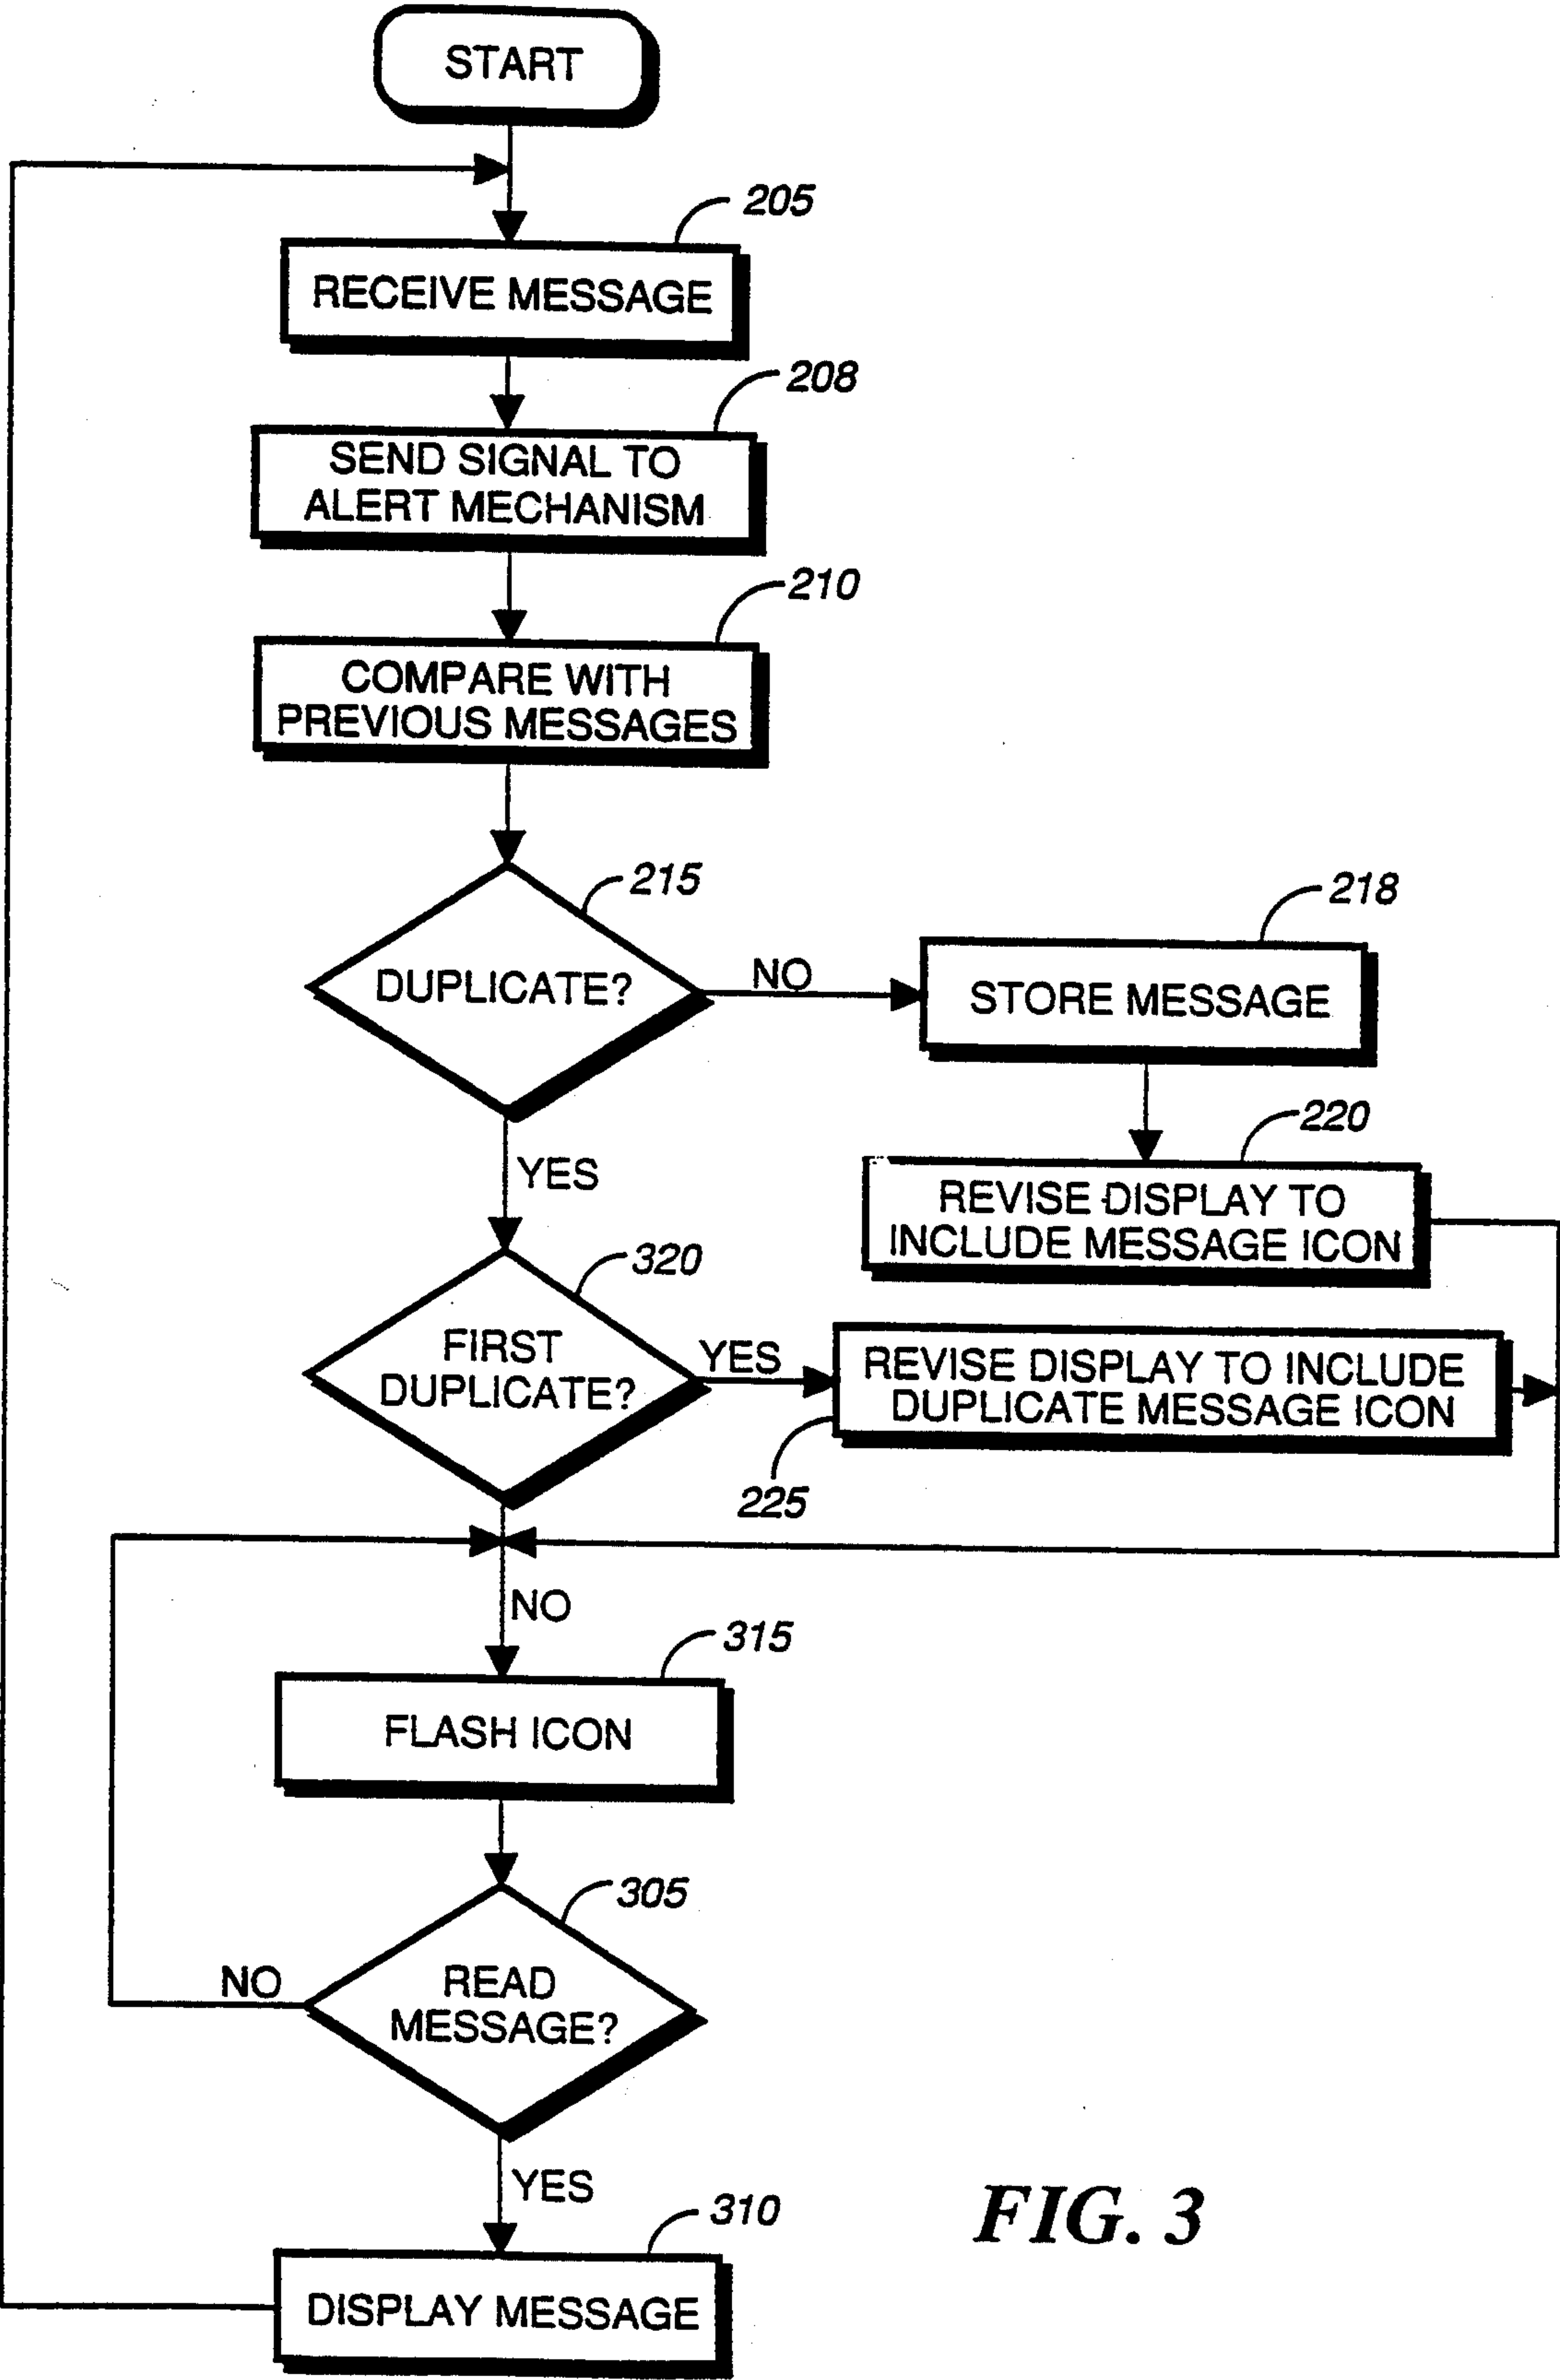 START
205
RECEIVE MESSAGE
208
SEND SIGNAL TO
ALERT MECHANISM
210
COMPARE WITH
PREVIOUS MESSAGES
215
DUPLICATE?
NO
218
STORE MESSAGE
YES
220
REVISE DISPLAY TO
INCLUDE MESSAGE ICON
320
FIRST
DUPLICATE?
YES
REVISE DISPLAY TO INCLUDE
DUPLICATE MESSAGE ICON
225
NO
315
FLASH ICON
305
READ
MESSAGE?
NO
YES
310
DISPLAY MESSAGE
FIG. 3